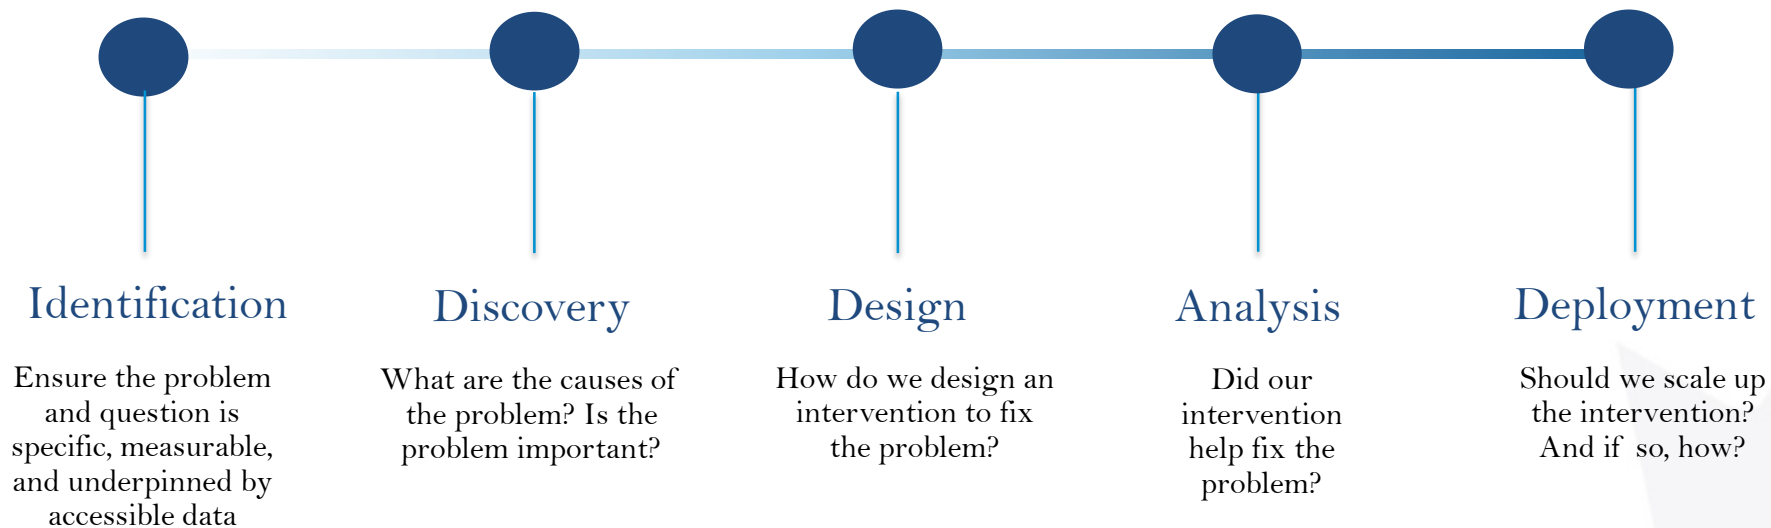 Identification
Ensure the problem
and question is
specific, measurable,
and underpinned by
accessible data
Discovery
What are the causes of
the problem? Is the
problem important?
Design
How do we design an
intervention to fix
the problem?
Analysis
Did our
intervention
help fix the
problem?
Deployment
Should we scale up
the intervention?
And if so, how?